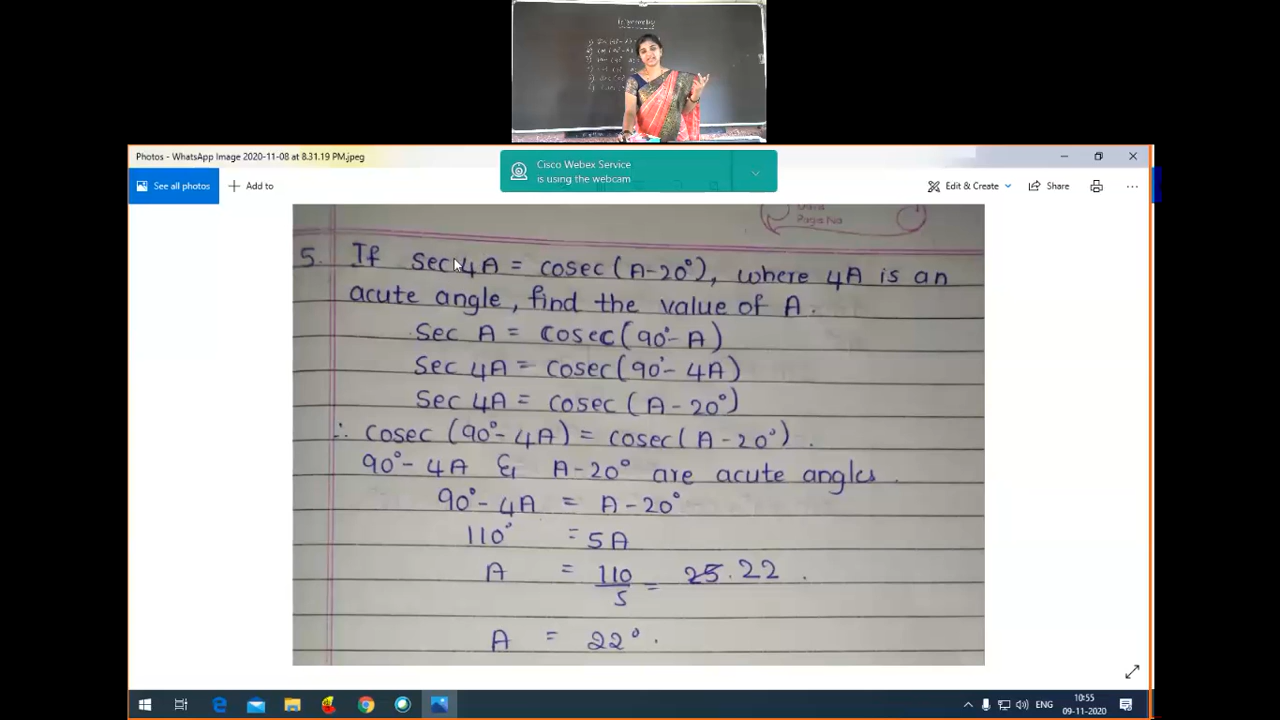 Trigonometry
Photos - WhatsApp Image 2020-11-08 at 8.31.19 PM.jpeg
Cisco Webex Service
is using the webcam
See all photos
Add to
Edit & Create
Share
Page No
5. If sec 4A = cosec (A-20°), where 4A is an
acute angle, find the value of A.
Sec A = cosec (90°- A)
Sec 4A = cosec (90°- 4A)
Sec 4A = cosec (A - 20°)
∴ cosec (90°- 4A) = cosec (A - 20°).
90°- 4A & A-20° are acute angles.
90°- 4A = A - 20°
110° = 5A
A = 110/5 = 25.22.
A = 22°.
ENG
10:55
09-11-2020